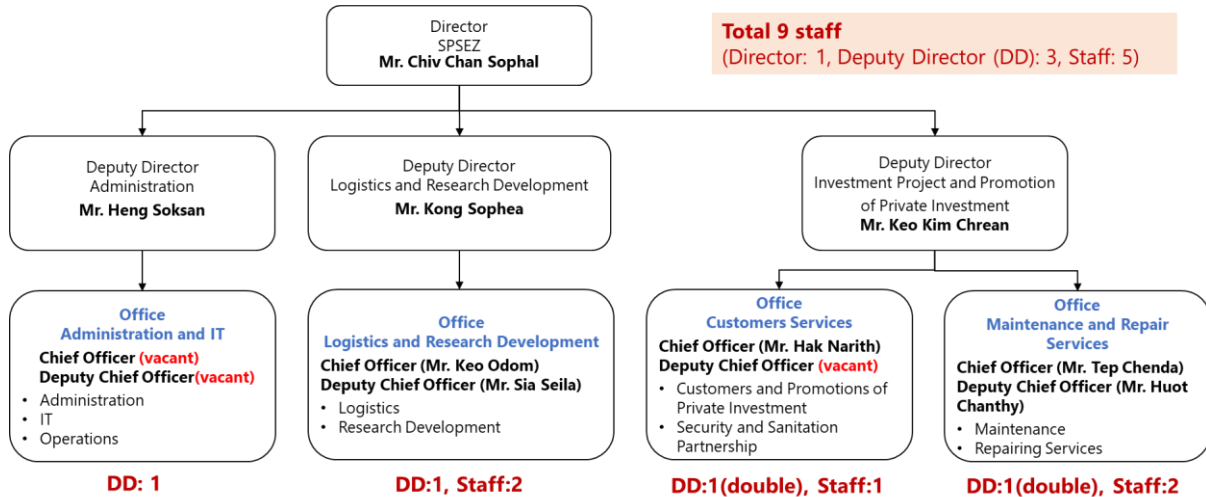 Director
SPSEZ
Mr. Chiv Chan Sophal
Total 9 staff
(Director: 1, Deputy Director (DD): 3, Staff: 5)
Deputy Director
Administration
Mr. Heng Soksan
Deputy Director
Logistics and Research Development
Mr. Kong Sophea
Deputy Director
Investment Project and Promotion
of Private Investment
Mr. Keo Kim Chrean
Office
Administration and IT
Chief Officer (vacant)
Deputy Chief Officer(vacant)
• Administration
• IT
• Operations
Office
Logistics and Research Development
Chief Officer (Mr. Keo Odom)
Deputy Chief Officer (Mr. Sia Seila)
• Logistics
• Research Development
Office
Customers Services
Chief Officer (Mr. Hak Narith)
Deputy Chief Officer (vacant)
• Customers and Promotions of
Private Investment
• Security and Sanitation
Partnership
Office
Maintenance and Repair
Services
Chief Officer (Mr. Tep Chenda)
Deputy Chief Officer (Mr. Huot
Chanthy)
• Maintenance
• Repairing Services
DD: 1
DD:1, Staff:2
DD:1(double), Staff:1
DD:1(double), Staff:2